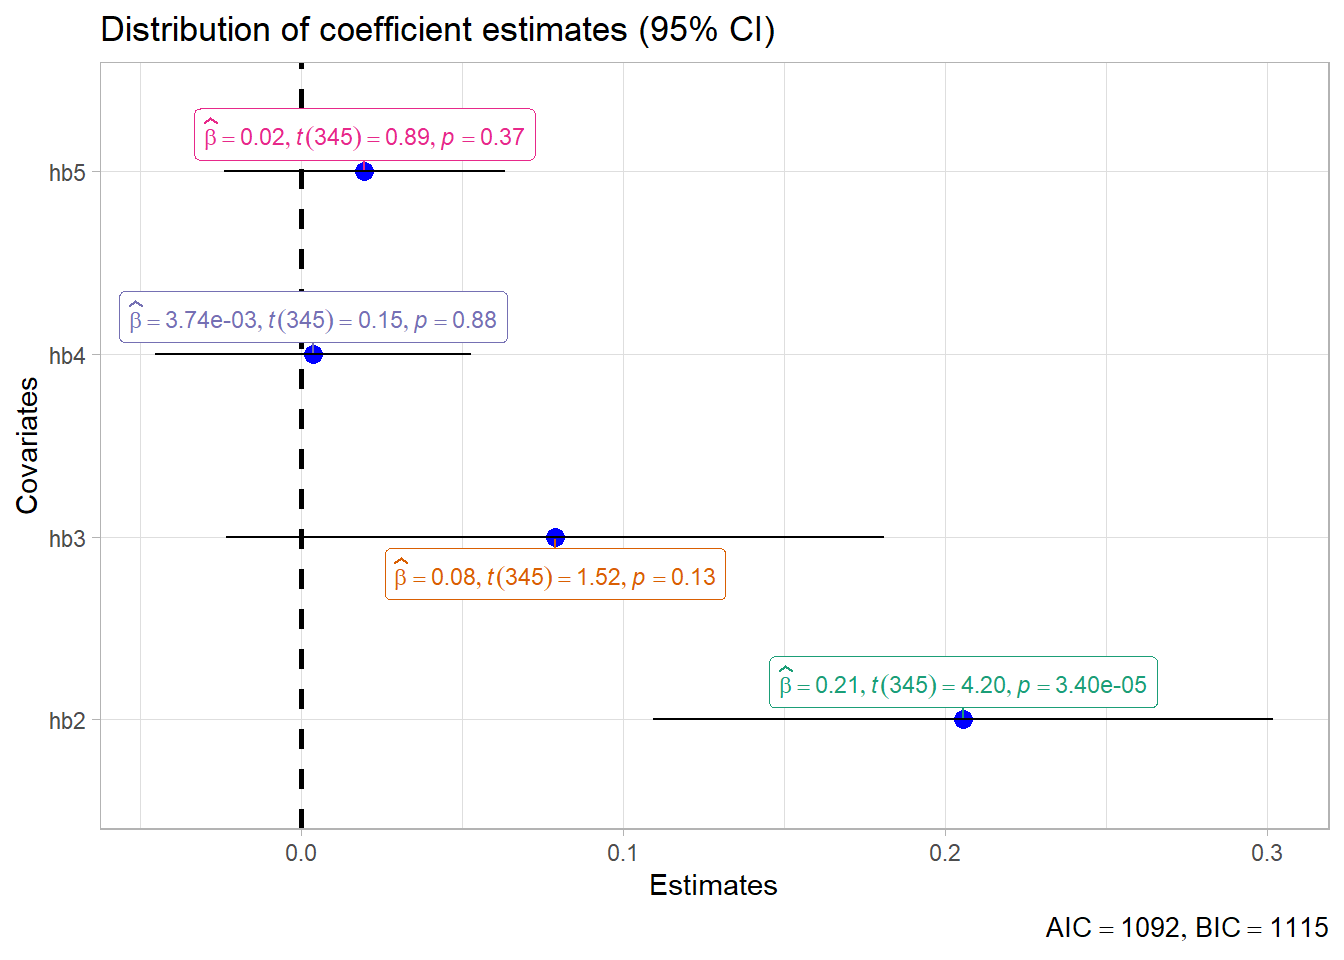 Distribution of coefficient estimates (95% CI)
β̂ = 0.02, t(345) = 0.89, p = 0.37
hb5
β̂ = 3.74e-03, t(345) = 0.15, p = 0.88
hb4
Covariates
hb3
β̂ = 0.08, t(345) = 1.52, p = 0.13
β̂ = 0.21, t(345) = 4.20, p = 3.40e-05
hb2
0.0 0.1 0.2 0.3
Estimates
AIC = 1092, BIC = 1115